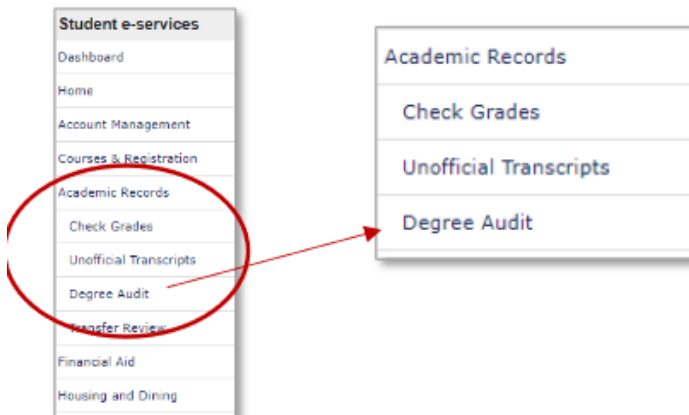 Student e-services
Dashboard
Home
Account Management
Courses & Registration
Academic Records
Check Grades
Unofficial Transcripts
Degree Audit
Transfer Review
Financial Aid
Housing and Dining
Academic Records
Check Grades
Unofficial Transcripts
Degree Audit